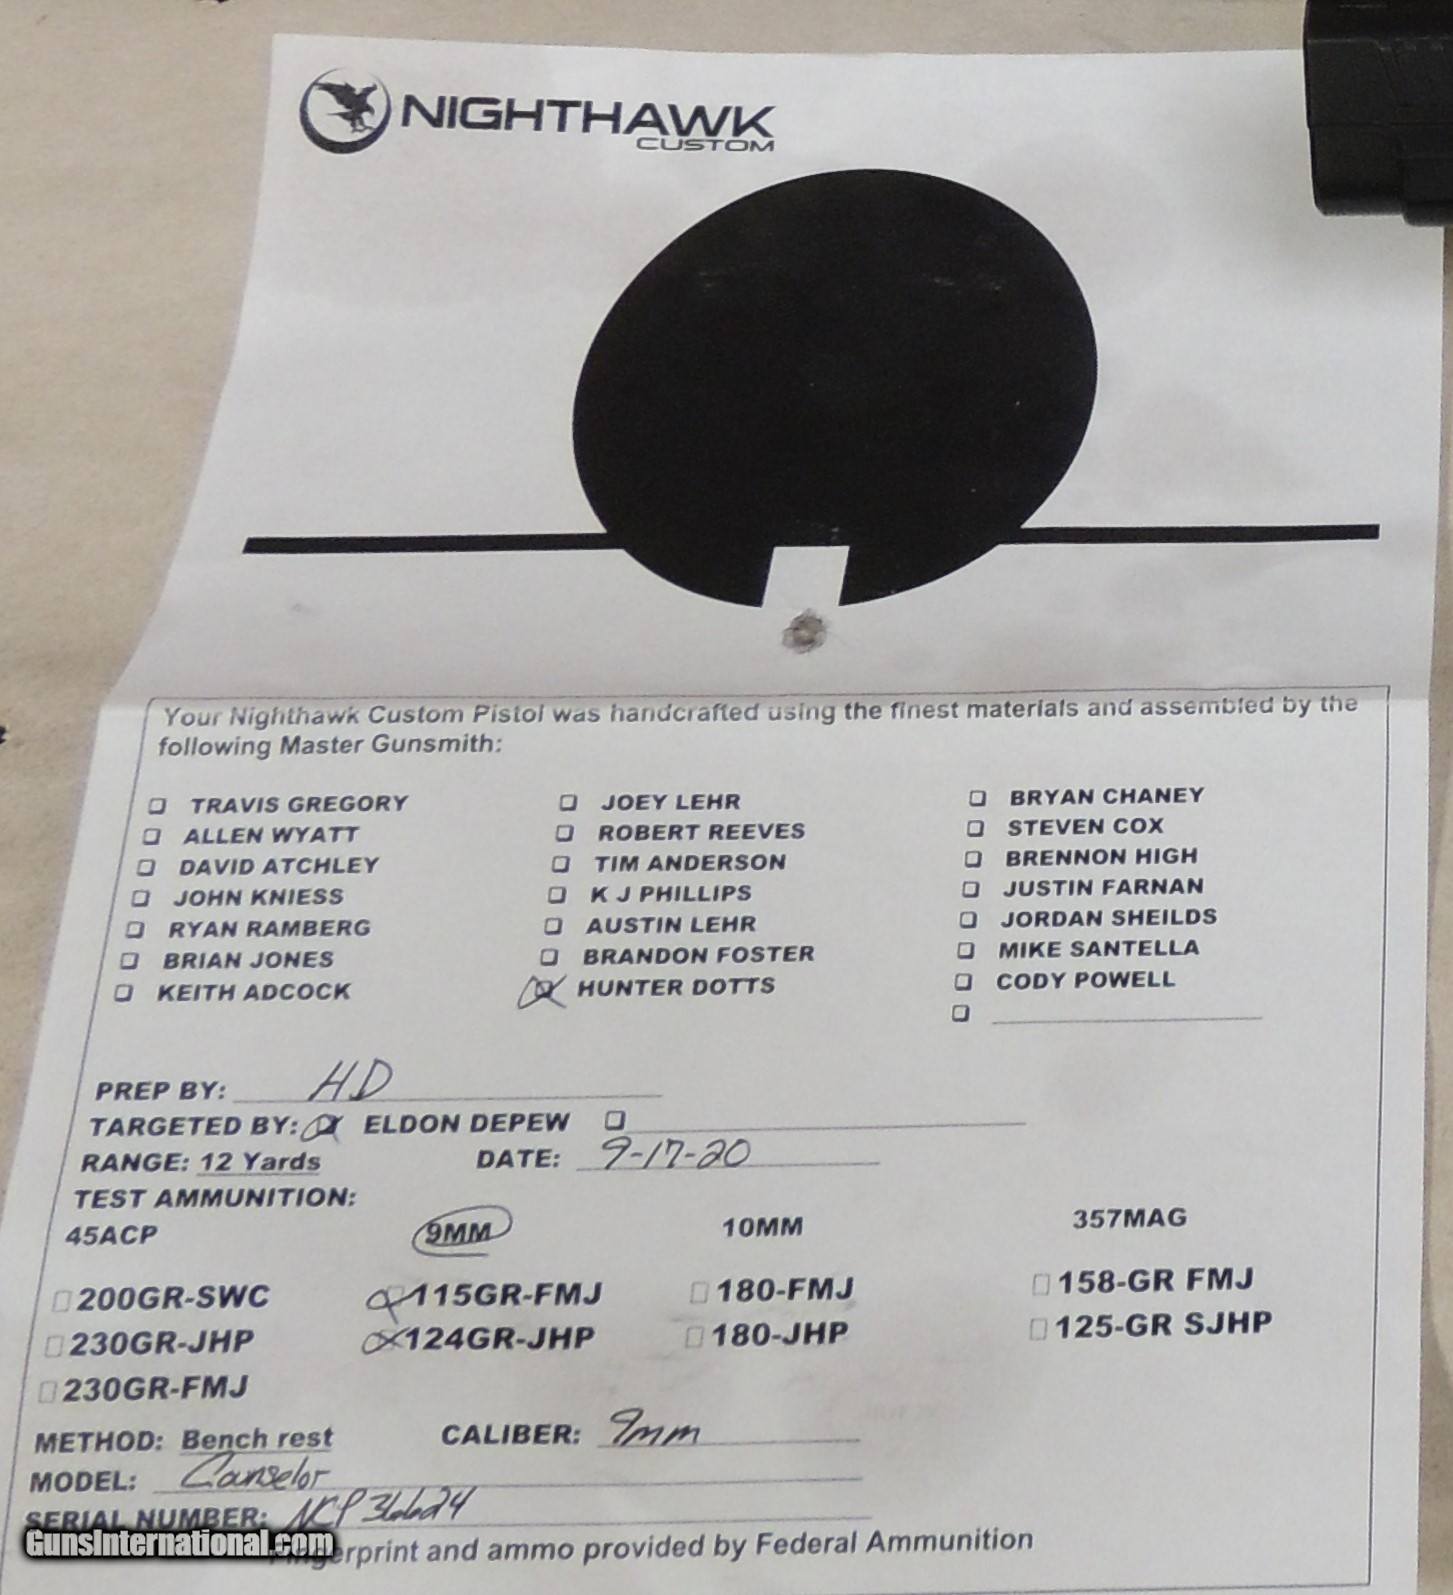 NIGHTHAWK
CUSTOM
Your Nighthawk Custom Pistol was handcrafted using the finest materials and assembled by the
following Master Gunsmith:
TRAVIS GREGORY JOEY LEHR BRYAN CHANEY
ALLEN WYATT ROBERT REEVES STEVEN COX
DAVID ATCHLEY TIM ANDERSON BRENNON HIGH
JOHN KNIESS K J PHILLIPS JUSTIN FARNAN
RYAN RAMBERG AUSTIN LEHR JORDAN SHEILDS
BRIAN JONES BRANDON FOSTER MIKE SANTELLA
KEITH ADCOCK HUNTER DOTTS CODY POWELL
PREP BY: HD
TARGETED BY: ELDON DEPEW
RANGE: 12 Yards DATE: 9-17-20
TEST AMMUNITION:
45ACP 9MM 10MM 357MAG
200GR-SWC 115GR-FMJ 180-FMJ 158-GR FMJ
230GR-JHP 124GR-JHP 180-JHP 125-GR SJHP
230GR-FMJ
METHOD: Bench rest CALIBER: 9mm
MODEL: Counselor
SERIAL NUMBER: NCP36624
GunsInternational.com
Fingerprint and ammo provided by Federal Ammunition